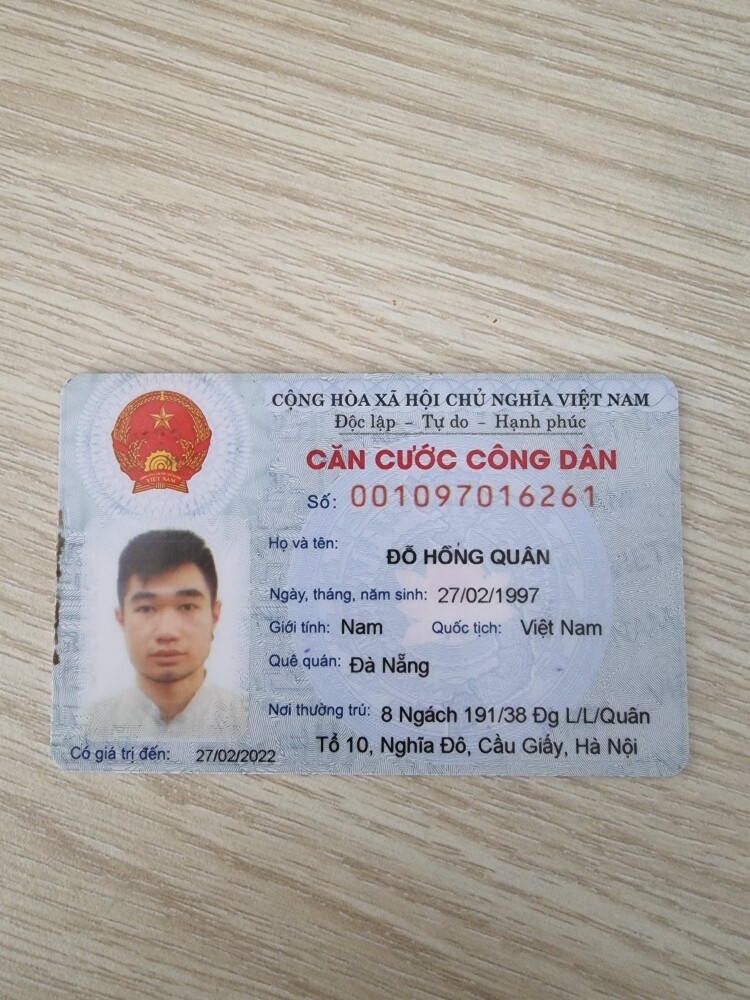 CỘNG HÒA XÃ HỘI CHỦ NGHĨA VIỆT NAM
Độc lập - Tự do - Hạnh phúc
CĂN CƯỚC CÔNG DÂN
Số: 001097016261
Họ và tên:
ĐỖ HỒNG QUÂN
Ngày, tháng, năm sinh: 27/02/1997
Giới tính: Nam Quốc tịch: Việt Nam
Quê quán: Đà Nẵng
Nơi thường trú: 8 Ngách 191/38 Đg L/L/Quân
Tổ 10, Nghĩa Đô, Cầu Giấy, Hà Nội
Có giá trị đến: 27/02/2022
VIỆT NAM